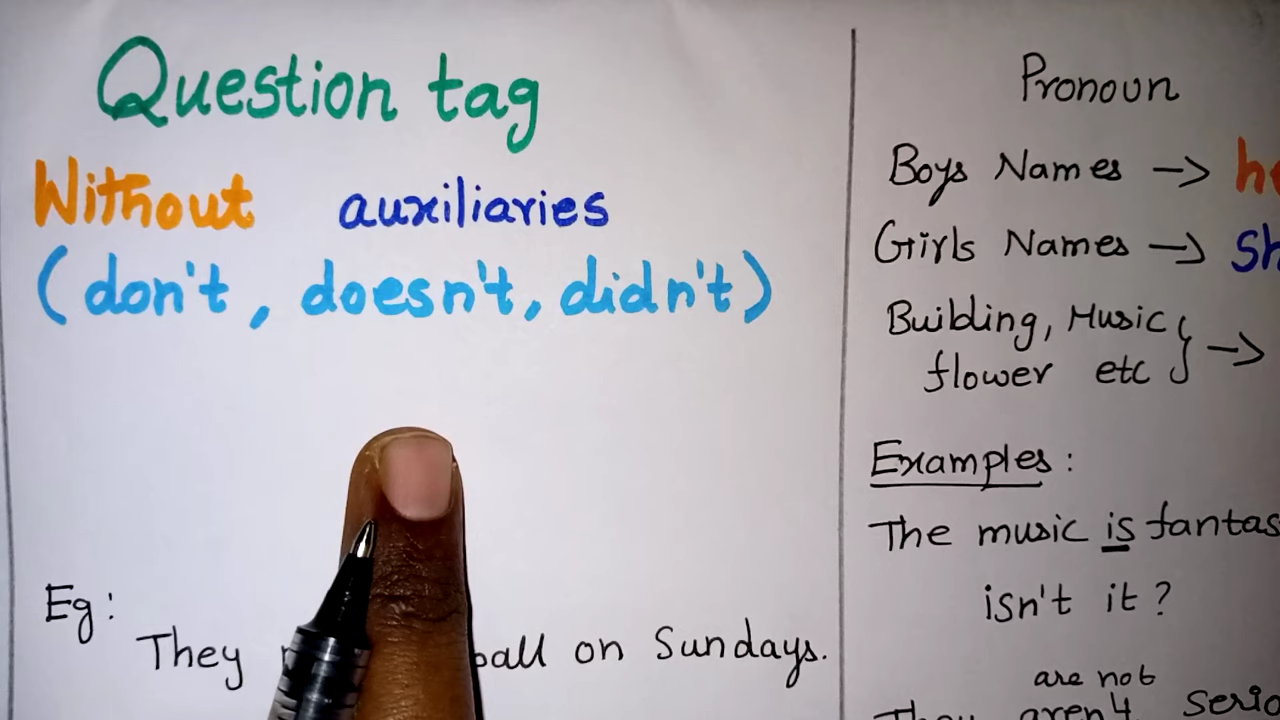 Question tag
Without auxiliaries
(don't, doesn't, didn't)
Eg:
They ball on Sundays.
Pronoun
Boys Names ->
Girls Names ->
Building, Music
flower etc } ->
Examples:
The music is
isn't it?
are not